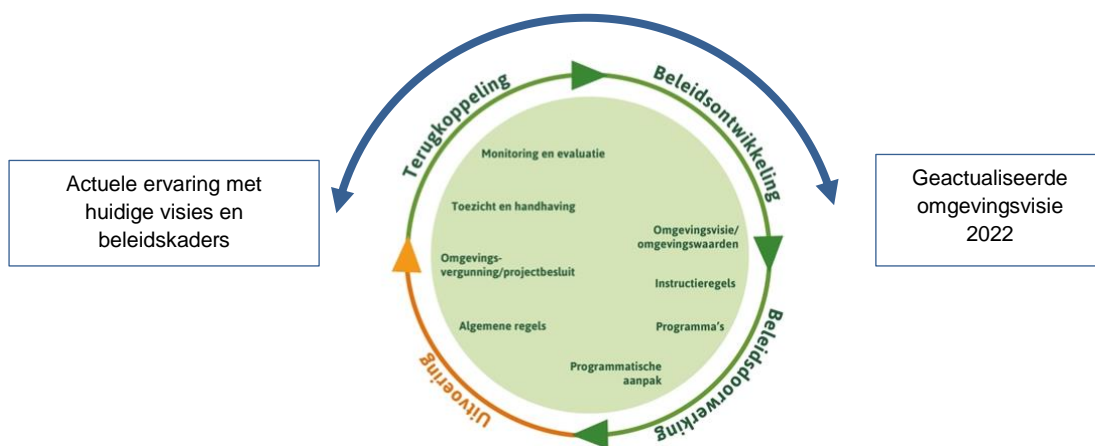 Terugkoppeling
Beleidsontwikkeling
Actuele ervaring met
huidige visies en
beleidskaders
Geactualiseerde
omgevingsvisie
2022
Monitoring en evaluatie
Toezicht en handhaving
Omgevingsvisie/
omgevingswaarden
Omgevings-
vergunning/projectbesluit
Instructieregels
Algemene regels
Programma's
Programmatische
aanpak
Uitvoering
Beleidsdoorwerking